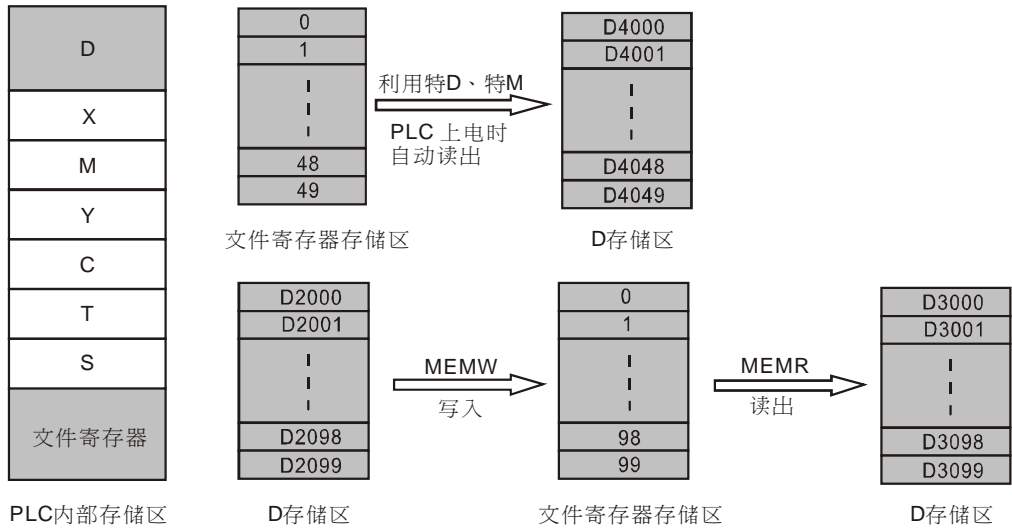 D
X
M
Y
C
T
S
文件寄存器
PLC内部存储区
0
1
48
49
文件寄存器存储区
利用特D、特M
PLC 上电时
自动读出
D4000
D4001
D4048
D4049
D存储区
D2000
D2001
D2098
D2099
D存储区
MEMW
写入
0
1
98
99
文件寄存器存储区
MEMR
读出
D3000
D3001
D3098
D3099
D存储区